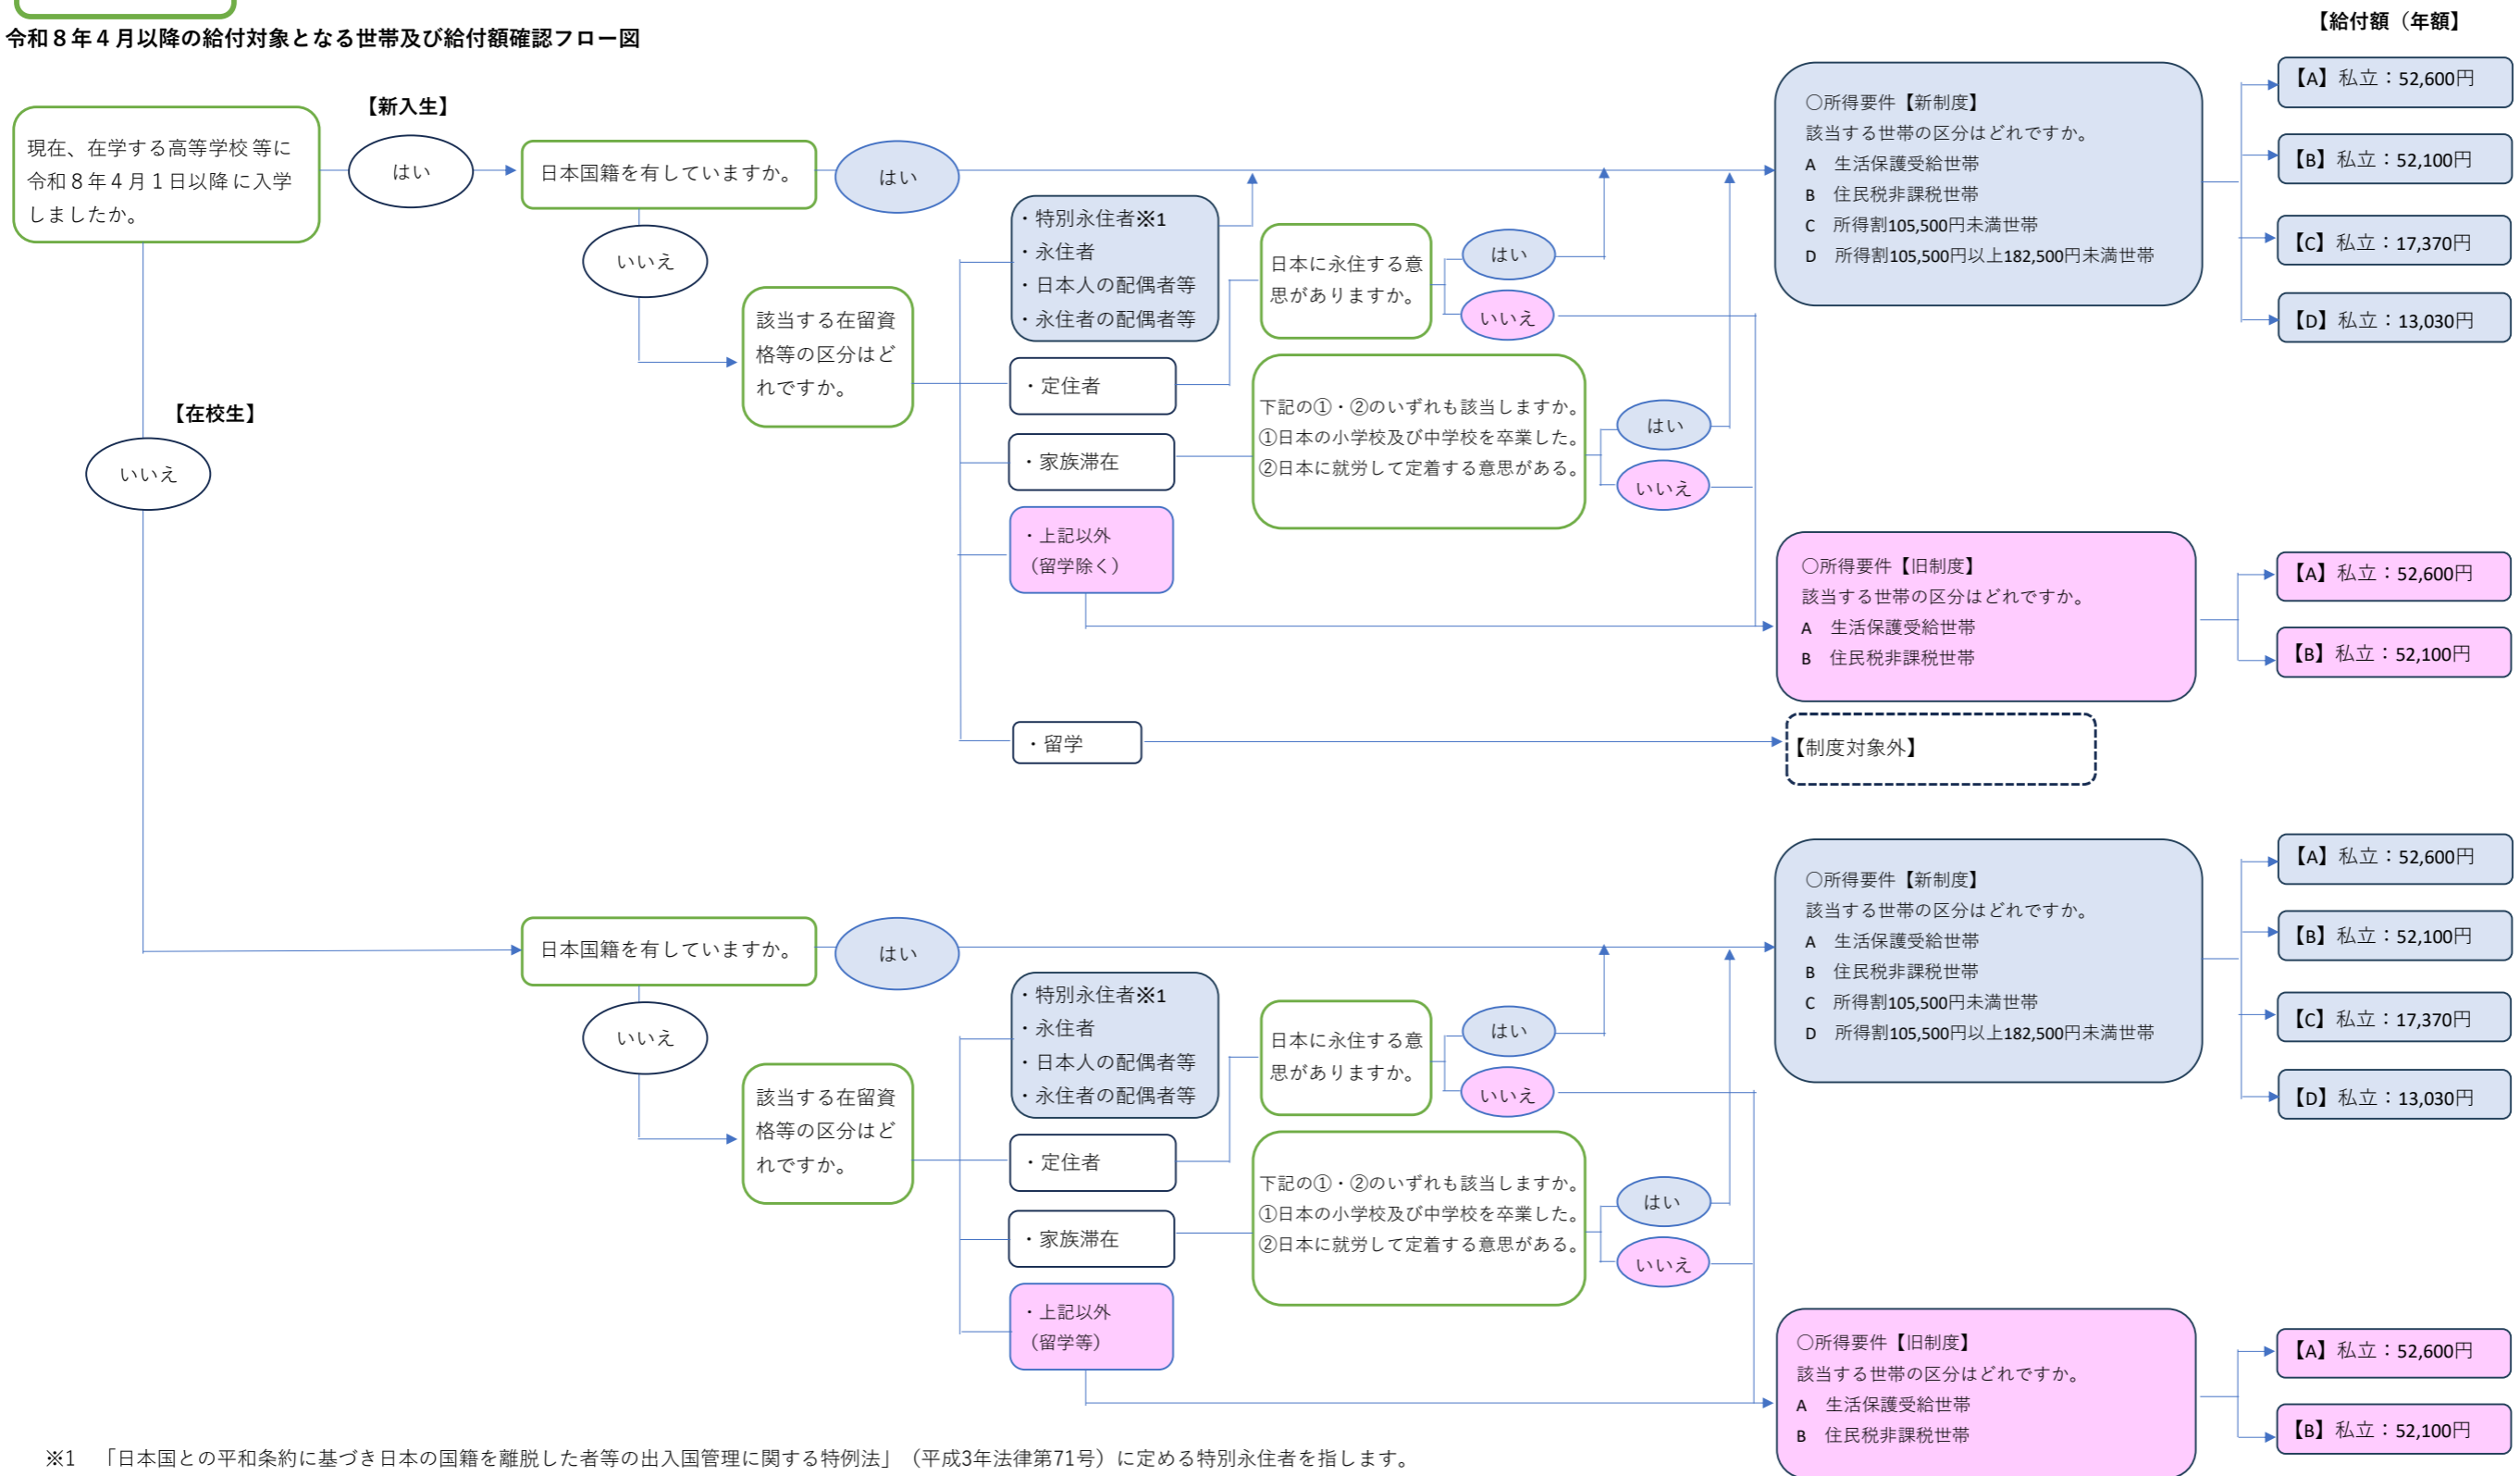 令和８年４月以降の給付対象となる世帯及び給付額確認フロー図
【給付額（年額】
現在、在学する高等学校等に
令和８年４月１日以降に入学
しましたか。
【新入生】
はい
日本国籍を有していますか。
はい
いいえ
該当する在留資
格等の区分はど
れですか。
・特別永住者※1
・永住者
・日本人の配偶者等
・永住者の配偶者等
・定住者
・家族滞在
・上記以外
（留学除く）
・留学
日本に永住する意
思がありますか。
はい
いいえ
下記の①・②のいずれも該当しますか。
①日本の小学校及び中学校を卒業した。
②日本に就労して定着する意思がある。
はい
いいえ
○所得要件【新制度】
該当する世帯の区分はどれですか。
A 生活保護受給世帯
B 住民税非課税世帯
C 所得割105,500円未満世帯
D 所得割105,500円以上182,500円未満世帯
【A】私立：52,600円
【B】私立：52,100円
【C】私立：17,370円
【D】私立：13,030円
○所得要件【旧制度】
該当する世帯の区分はどれですか。
A 生活保護受給世帯
B 住民税非課税世帯
【A】私立：52,600円
【B】私立：52,100円
【制度対象外】
【在校生】
いいえ
日本国籍を有していますか。
はい
いいえ
該当する在留資
格等の区分はど
れですか。
・特別永住者※1
・永住者
・日本人の配偶者等
・永住者の配偶者等
・定住者
・家族滞在
・上記以外
（留学等）
日本に永住する意
思がありますか。
はい
いいえ
下記の①・②のいずれも該当しますか。
①日本の小学校及び中学校を卒業した。
②日本に就労して定着する意思がある。
はい
いいえ
○所得要件【新制度】
該当する世帯の区分はどれですか。
A 生活保護受給世帯
B 住民税非課税世帯
C 所得割105,500円未満世帯
D 所得割105,500円以上182,500円未満世帯
【A】私立：52,600円
【B】私立：52,100円
【C】私立：17,370円
【D】私立：13,030円
○所得要件【旧制度】
該当する世帯の区分はどれですか。
A 生活保護受給世帯
B 住民税非課税世帯
【A】私立：52,600円
【B】私立：52,100円
※1 「日本国との平和条約に基づき日本の国籍を離脱した者等の出入国管理に関する特例法」（平成3年法律第71号）に定める特別永住者を指します。